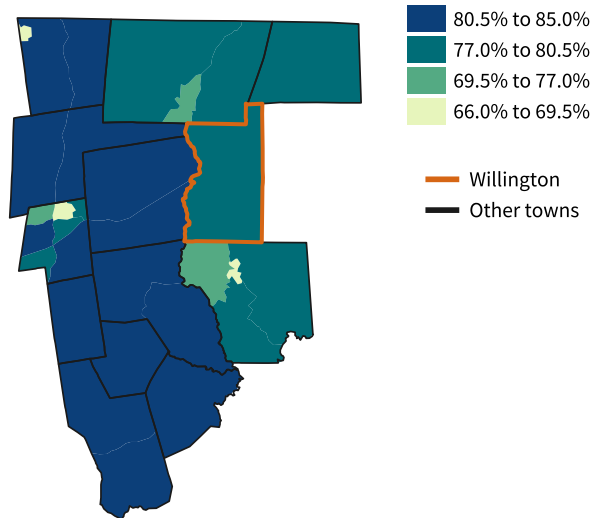 80.5% to 85.0%
77.0% to 80.5%
69.5% to 77.0%
66.0% to 69.5%
Willington
Other towns